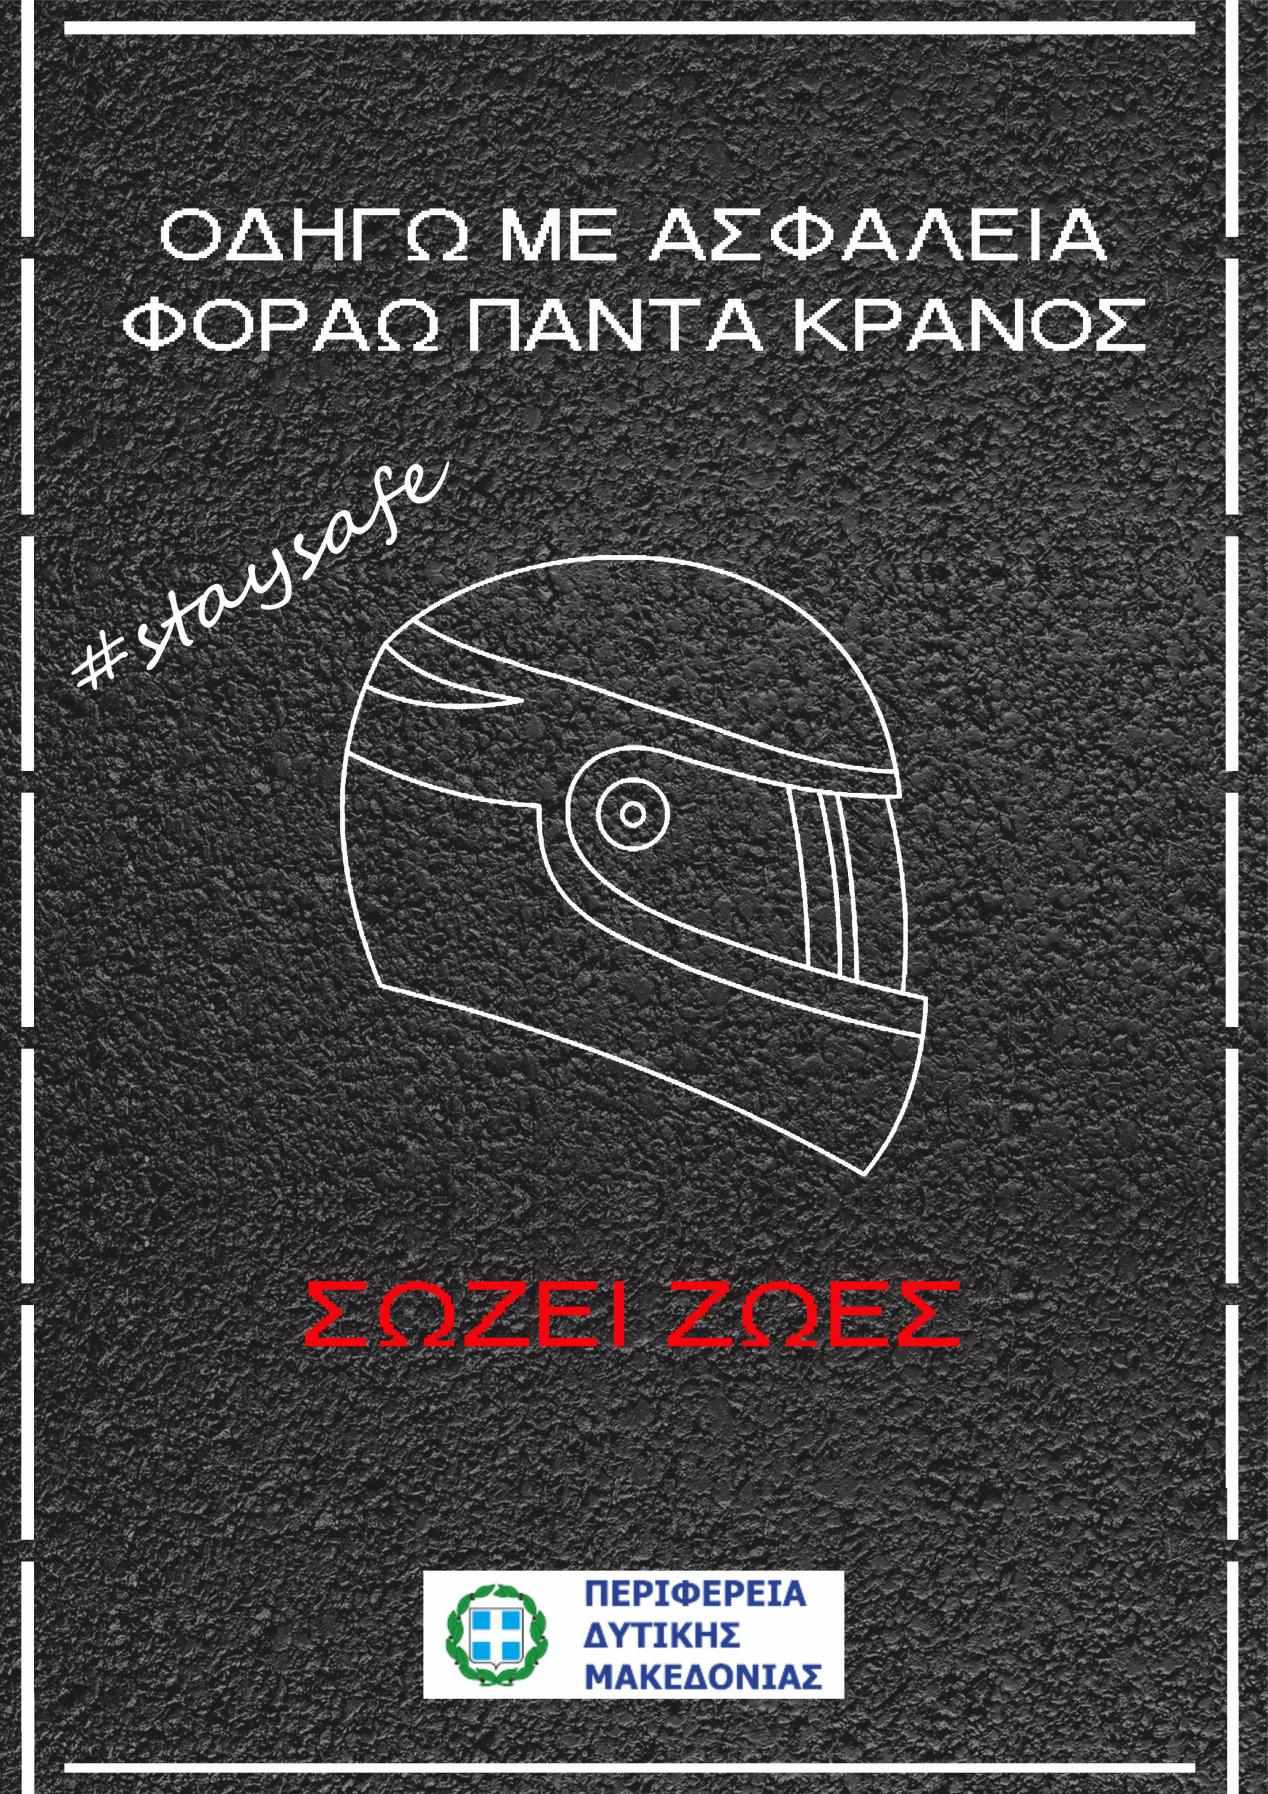 ΟΔΗΓΩ ΜΕ ΑΣΦΑΛΕΙΑ
ΦΟΡΑΩ ΠΑΝΤΑ ΚΡΑΝΟΣ
#staysafe
ΣΩΖΕΙ ΖΩΕΣ
ΠΕΡΙΦΕΡΕΙΑ
ΔΥΤΙΚΗΣ
ΜΑΚΕΔΟΝΙΑΣ